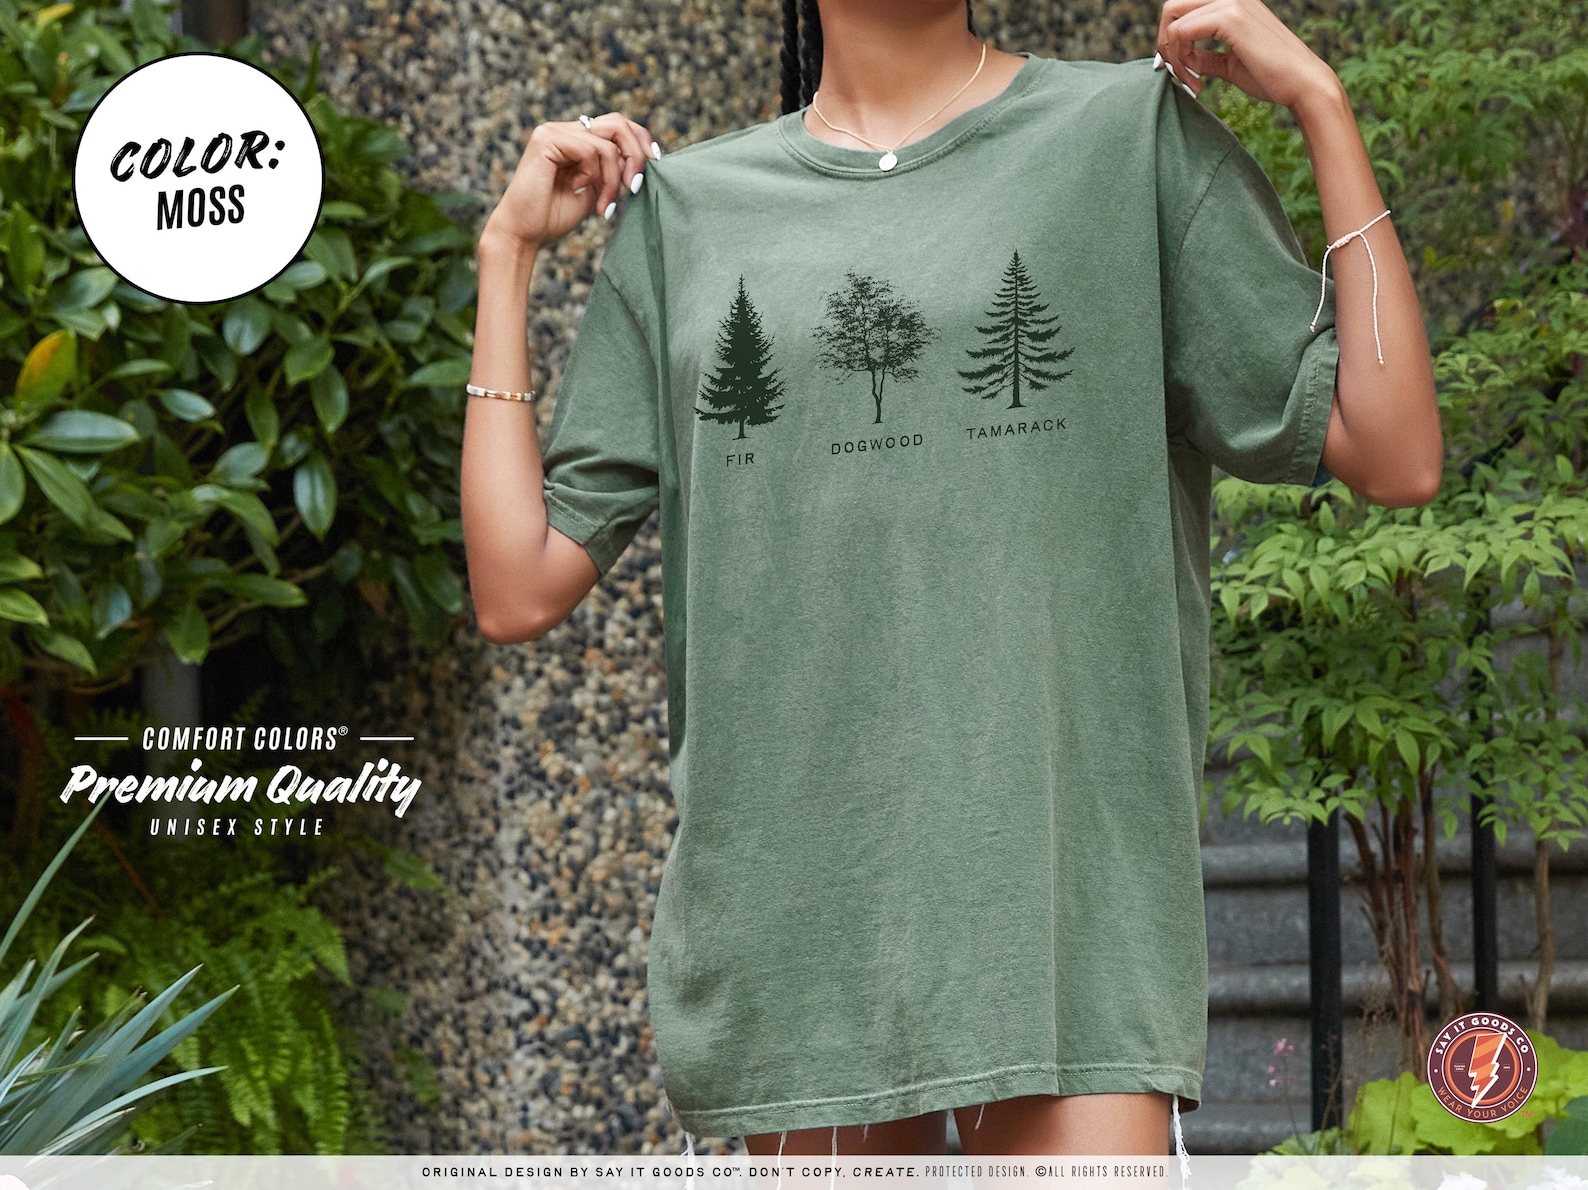 COLOR:
MOSS
FIR
DOGWOOD
TAMARACK
COMFORT COLORS®
Premium Quality
UNISEX STYLE
SAY IT GOODS CO
WEAR YOUR VOICE
ORIGINAL DESIGN BY SAY IT GOODS CO™. DON'T COPY, CREATE. PROTECTED DESIGN. ©ALL RIGHTS RESERVED.